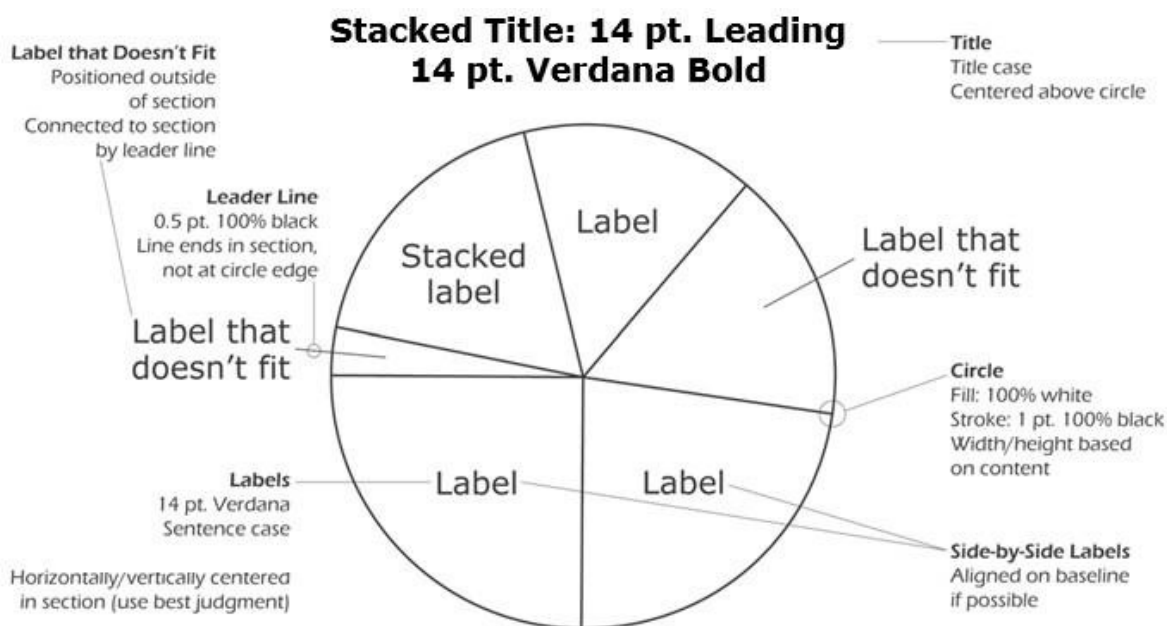 Stacked Title: 14 pt. Leading
14 pt. Verdana Bold
Label that Doesn't Fit
Positioned outside
of section
Connected to section
by leader line
Title
Title case
Centered above circle
Leader Line
0.5 pt. 100% black
Line ends in section,
not at circle edge
Label
Stacked
label
Label that
doesn't fit
Label that
doesn't fit
Circle
Fill: 100% white
Stroke: 1 pt. 100% black
Width/height based
on content
Labels
14 pt. Verdana
Sentence case
Horizontally/vertically centered
in section (use best judgment)
Label
Label
Side-by-Side Labels
Aligned on baseline
if possible